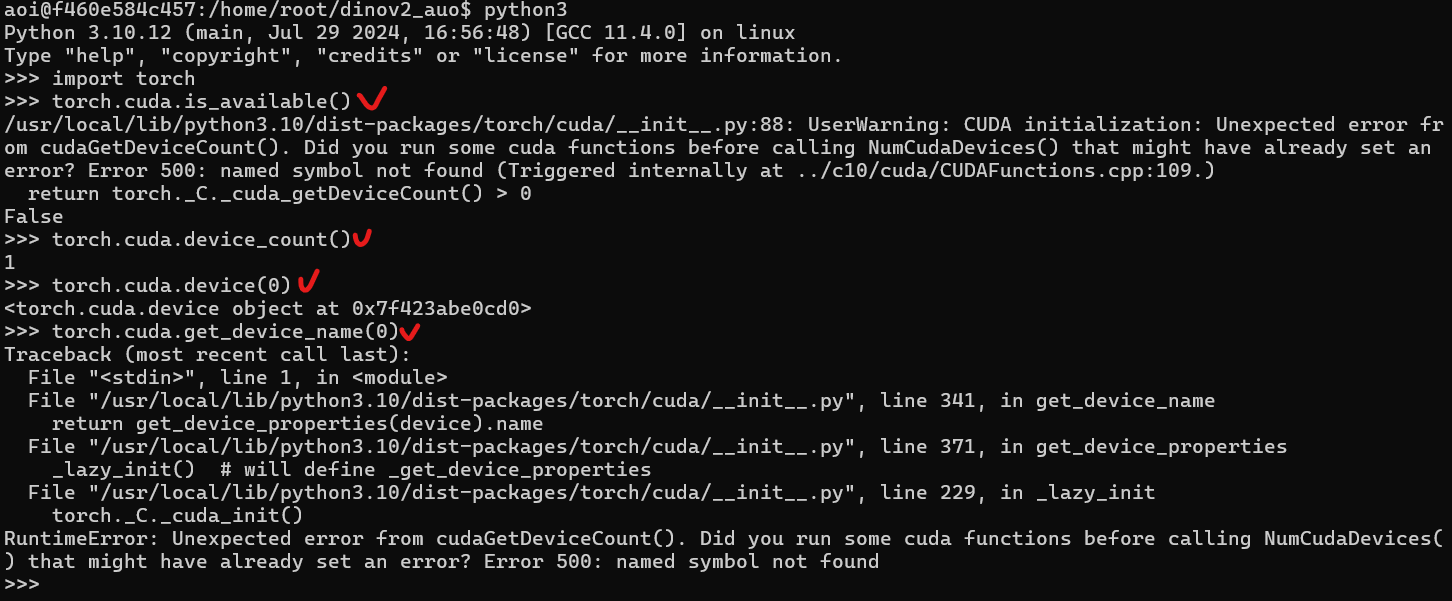 aoi@f460e584c457:/home/root/dinov2_auo$ python3
Python 3.10.12 (main, Jul 29 2024, 16:56:48) [GCC 11.4.0] on linux
Type "help", "copyright", "credits" or "license" for more information.
>>> import torch
>>> torch.cuda.is_available()
/usr/local/lib/python3.10/dist-packages/torch/cuda/__init__.py:88: UserWarning: CUDA initialization: Unexpected error fr
om cudaGetDeviceCount(). Did you run some cuda functions before calling NumCudaDevices() that might have already set an
error? Error 500: named symbol not found (Triggered internally at ../c10/cuda/CUDAFunctions.cpp:109.)
  return torch._C._cuda_getDeviceCount() > 0
False
>>> torch.cuda.device_count()
1
>>> torch.cuda.device(0)
<torch.cuda.device object at 0x7f423abe0cd0>
>>> torch.cuda.get_device_name(0)
Traceback (most recent call last):
  File "<stdin>", line 1, in <module>
  File "/usr/local/lib/python3.10/dist-packages/torch/cuda/__init__.py", line 341, in get_device_name
    return get_device_properties(device).name
  File "/usr/local/lib/python3.10/dist-packages/torch/cuda/__init__.py", line 371, in get_device_properties
    _lazy_init()  # will define _get_device_properties
  File "/usr/local/lib/python3.10/dist-packages/torch/cuda/__init__.py", line 229, in _lazy_init
    torch._C._cuda_init()
RuntimeError: Unexpected error from cudaGetDeviceCount(). Did you run some cuda functions before calling NumCudaDevices(
) that might have already set an error? Error 500: named symbol not found
>>>